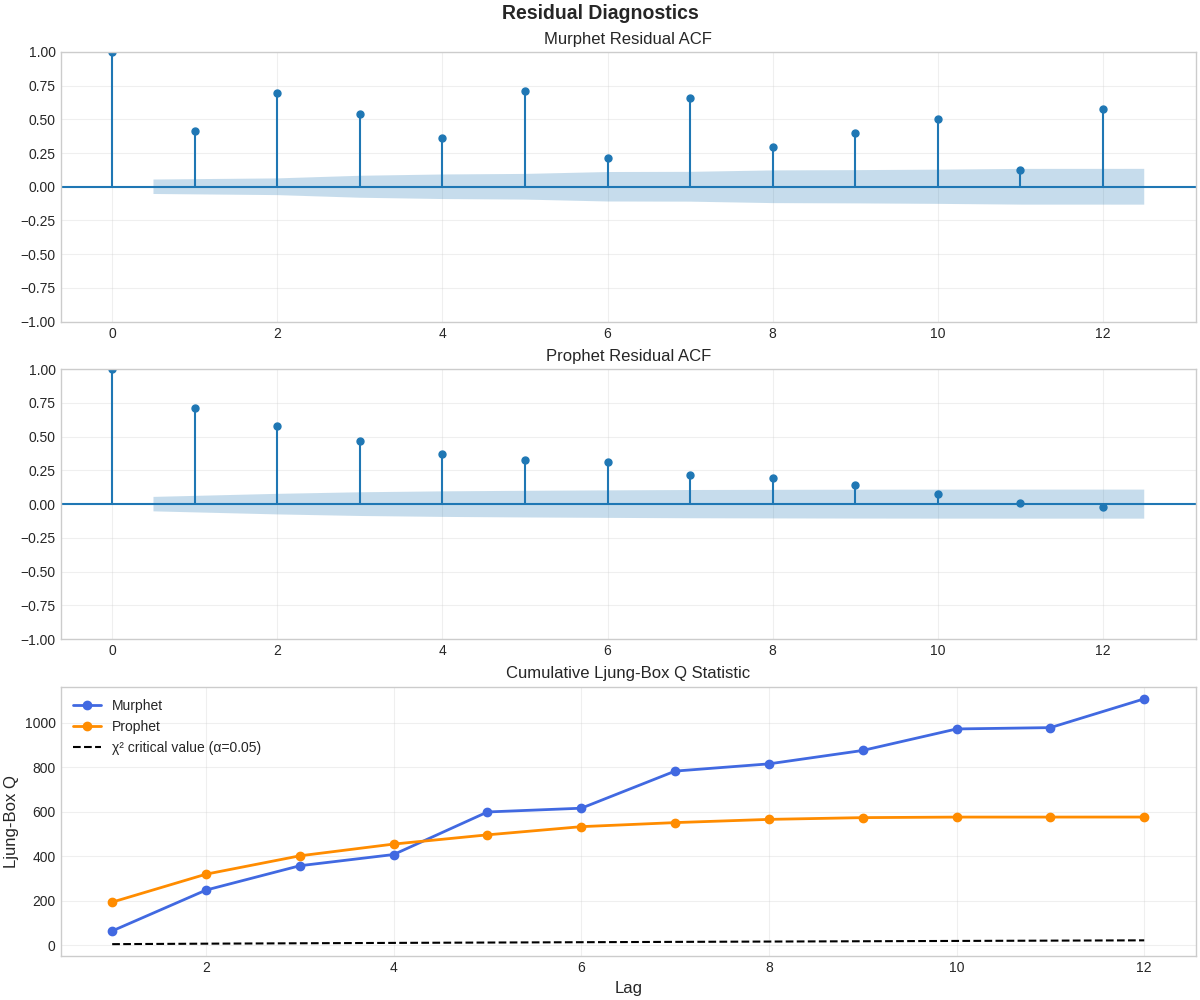 Residual Diagnostics
Murphet Residual ACF
1.00
0.75
0.50
0.25
0.00
−0.25
−0.50
−0.75
−1.00
0 2 4 6 8 10 12
Prophet Residual ACF
1.00
0.75
0.50
0.25
0.00
−0.25
−0.50
−0.75
−1.00
0 2 4 6 8 10 12
Cumulative Ljung-Box Q Statistic
Ljung-Box Q
1000
800
600
400
200
0
Murphet
Prophet
χ² critical value (α=0.05)
2 4 6 8 10 12
Lag